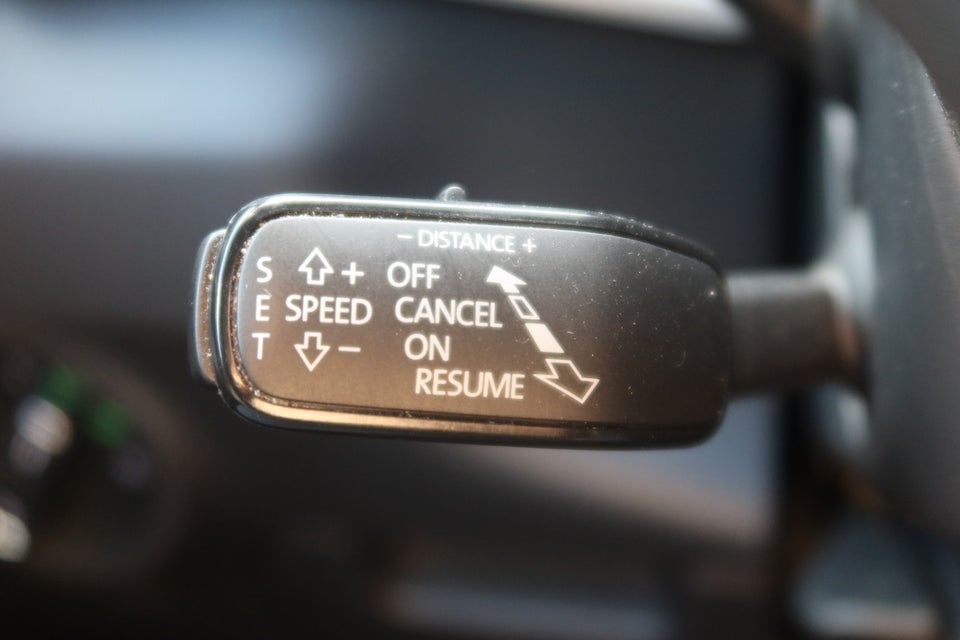 − DISTANCE +
S + OFF
E SPEED CANCEL
T − ON
RESUME